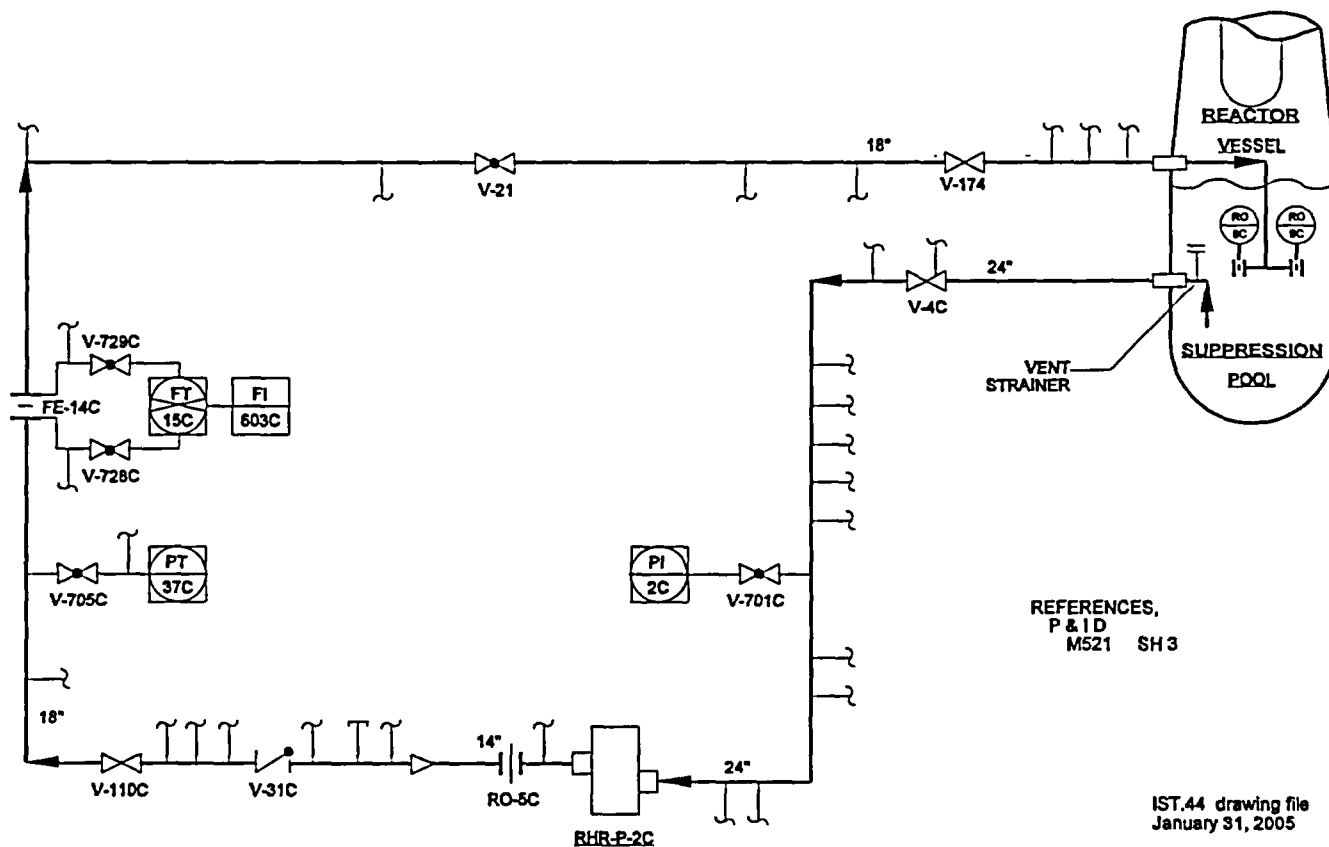 REACTOR
VESSEL
18"
V-21
V-174
RO
8C
RO
8C
24"
V-4C
V-729C
VENT
STRAINER
SUPPRESSION
POOL
FE-14C
FT
15C
FI
603C
V-728C
PT
37C
V-705C
PI
2C
V-701C
REFERENCES,
P & I D
M521 SH 3
18"
14"
24"
V-110C
V-31C
RO-5C
RHR-P-2C
IST.44 drawing file
January 31, 2005